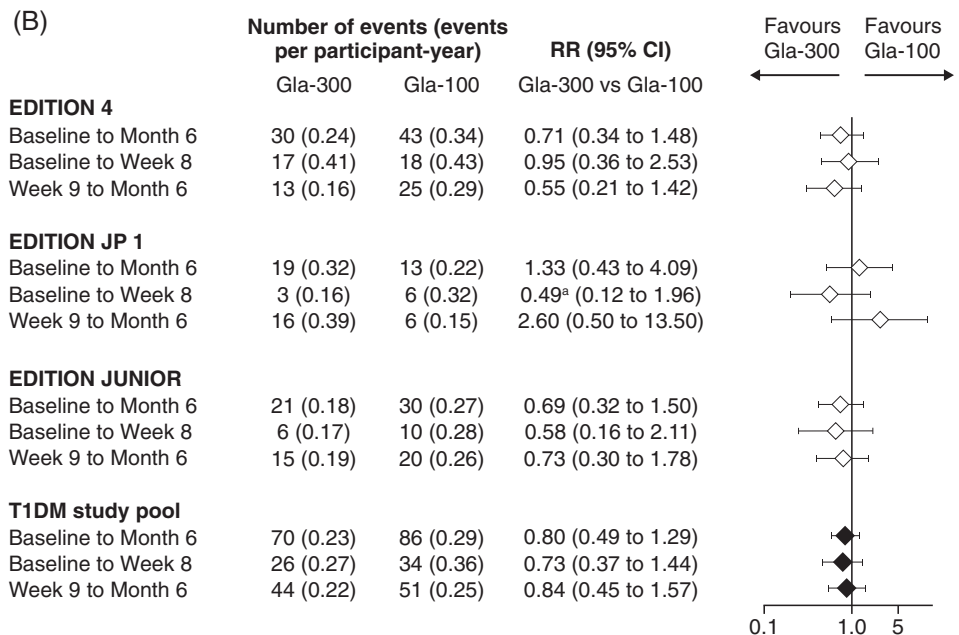 (B)
Number of events (events per participant-year) RR (95% CI) Favours Gla-300 Favours Gla-100
Gla-300 Gla-100 Gla-300 vs Gla-100
EDITION 4
Baseline to Month 6 30 (0.24) 43 (0.34) 0.71 (0.34 to 1.48)
Baseline to Week 8 17 (0.41) 18 (0.43) 0.95 (0.36 to 2.53)
Week 9 to Month 6 13 (0.16) 25 (0.29) 0.55 (0.21 to 1.42)
EDITION JP 1
Baseline to Month 6 19 (0.32) 13 (0.22) 1.33 (0.43 to 4.09)
Baseline to Week 8 3 (0.16) 6 (0.32) 0.49ª (0.12 to 1.96)
Week 9 to Month 6 16 (0.39) 6 (0.15) 2.60 (0.50 to 13.50)
EDITION JUNIOR
Baseline to Month 6 21 (0.18) 30 (0.27) 0.69 (0.32 to 1.50)
Baseline to Week 8 6 (0.17) 10 (0.28) 0.58 (0.16 to 2.11)
Week 9 to Month 6 15 (0.19) 20 (0.26) 0.73 (0.30 to 1.78)
T1DM study pool
Baseline to Month 6 70 (0.23) 86 (0.29) 0.80 (0.49 to 1.29)
Baseline to Week 8 26 (0.27) 34 (0.36) 0.73 (0.37 to 1.44)
Week 9 to Month 6 44 (0.22) 51 (0.25) 0.84 (0.45 to 1.57)
0.1 1.0 5